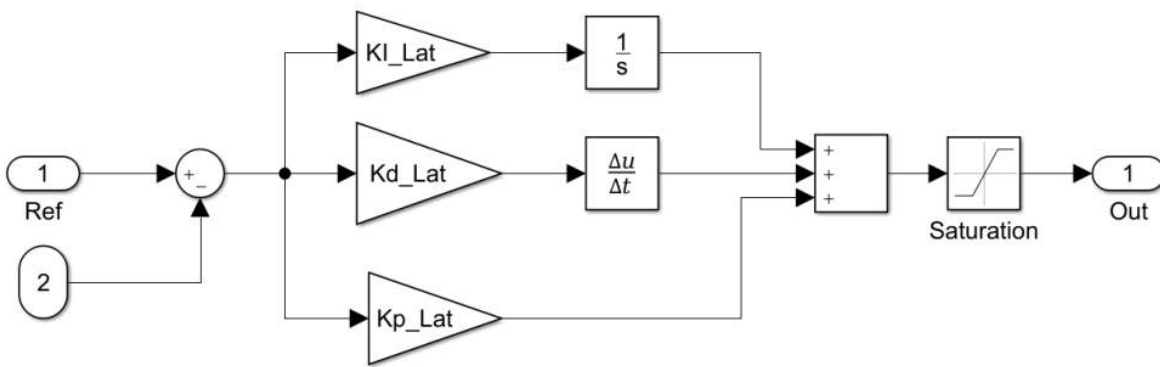 KI_Lat
1
s
Kd_Lat
Δu
Δt
1
+
_
Ref
2
Kp_Lat
+
+
+
Saturation
1
Out